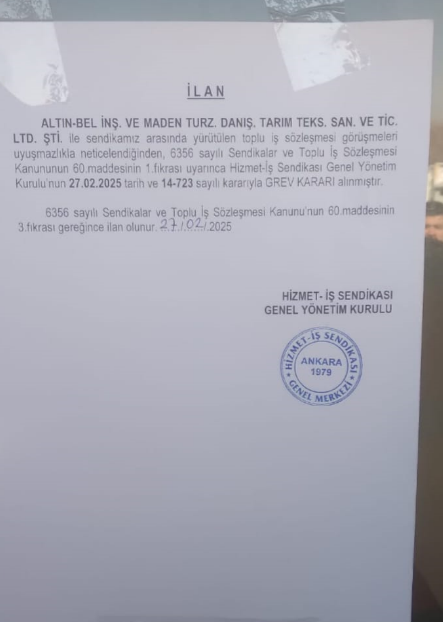 İLAN
ALTIN-BEL İNŞ. VE MADEN TURZ. DANIŞ. TARIM TEKS. SAN. VE TİC.
LTD. ŞTİ. ile sendikamız arasında yürütülen toplu iş sözleşmesi görüşmeleri
uyuşmazlıkla neticelendiğinden, 6356 sayılı Sendikalar ve Toplu İş Sözleşmesi
Kanununun 60.maddesinin 1.fıkrası uyarınca Hizmet-İş Sendikası Genel Yönetim
Kurulu'nun 27.02.2025 tarih ve 14-723 sayılı kararıyla GREV KARARI alınmıştır.
6356 sayılı Sendikalar ve Toplu İş Sözleşmesi Kanunu'nun 60.maddesinin
3.fıkrası gereğince ilan olunur. 27./.02./.2025
HİZMET- İŞ SENDİKASI
GENEL YÖNETİM KURULU
HİZMET-İŞ SENDİKASI
ANKARA
1979
GENEL MERKEZİ